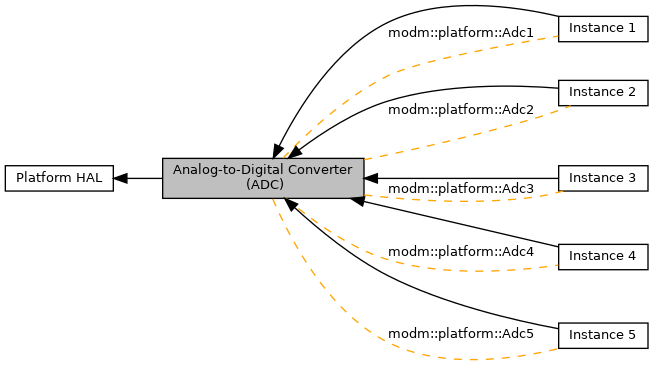 modm::platform::Adc1
Instance 1
Instance 2
modm::platform::Adc2
Analog-to-Digital Converter
(ADC)
Platform HAL
Instance 3
modm::platform::Adc3
modm::platform::Adc4
Instance 4
modm::platform::Adc5
Instance 5